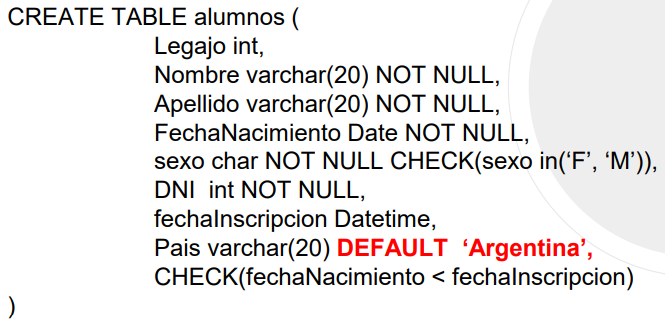 CREATE TABLE alumnos (
Legajo int,
Nombre varchar(20) NOT NULL,
Apellido varchar(20) NOT NULL,
FechaNacimiento Date NOT NULL,
sexo char NOT NULL CHECK(sexo in(‘F’, ‘M’)),
DNI  int NOT NULL,
fechaInscripcion Datetime,
Pais varchar(20) DEFAULT  ‘Argentina’,
CHECK(fechaNacimiento < fechaInscripcion)
)